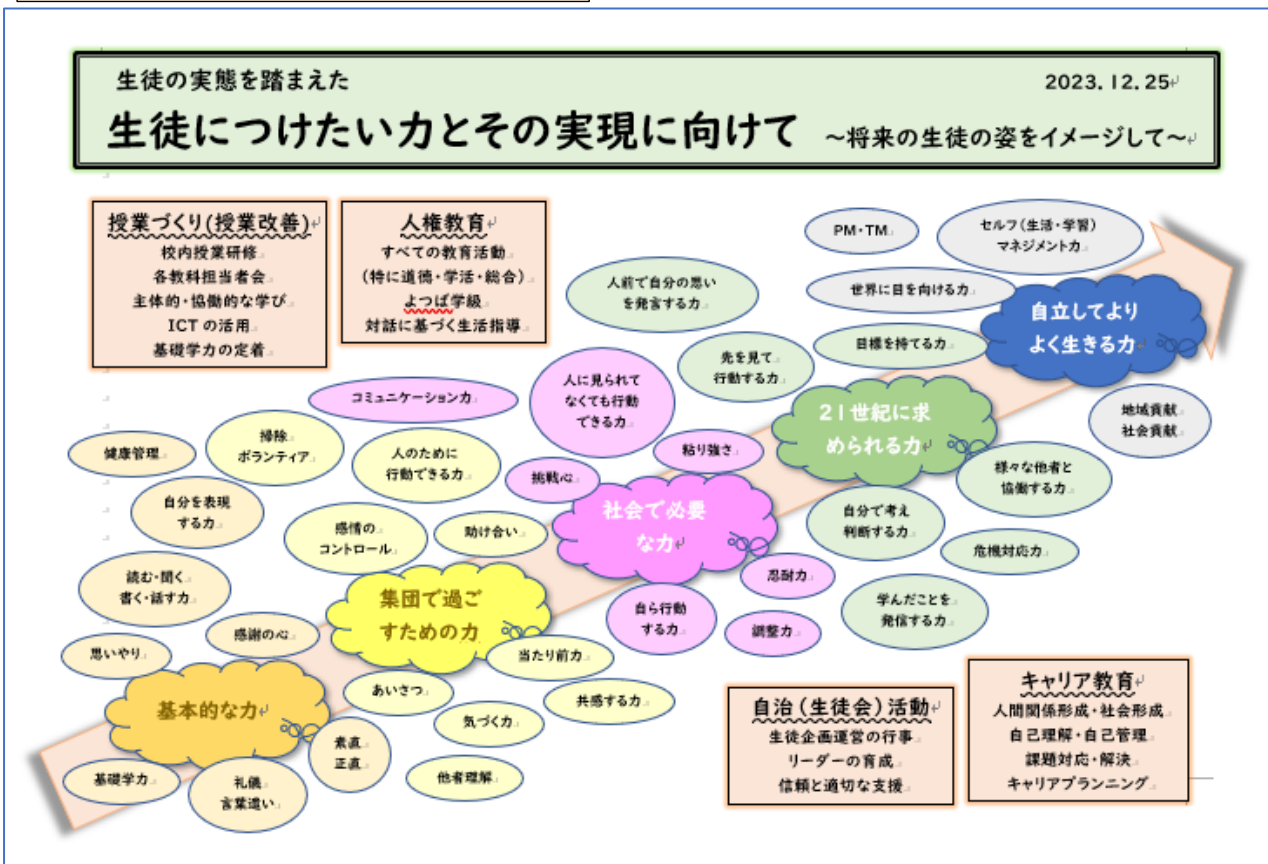 生徒の実態を踏まえた
2023.12.25
生徒につけたい力とその実現に向けて
～将来の生徒の姿をイメージして～
授業づくり(授業改善)
校内授業研修
各教科担当者会
主体的・協働的な学び
ICTの活用
基礎学力の定着
人権教育
すべての教育活動
(特に道徳・学活・総合)
よつば学級
対話に基づく生活指導
PM・TM
セルフ(生活・学習)
マネジメント力
人前で自分の思い
を発言する力
世界に目を向ける力
自立してより
よく生きる力
先を見て
行動する力
目標を持てる力
コミュニケーション力
人に見られて
なくても行動
できる力
21世紀に求
められる力
地域貢献
社会貢献
健康管理
掃除
ボランティア
人のために
行動できる力
粘り強さ
挑戦心
様々な他者と
協働する力
自分を表現
する力
感情の
コントロール
助け合い
社会で必要
な力
自分で考え
判断する力
危機対応力
読む・聞く
書く・話す力
集団で過ご
すための力
忍耐力
自ら行動
する力
調整力
学んだことを
発信する力
思いやり
感謝の心
当たり前力
基本的な力
あいさつ
気づく力
共感する力
素直
正直
他者理解
基礎学力
礼儀
言葉遣い
自治(生徒会)活動
生徒企画運営の行事
リーダーの育成
信頼と適切な支援
キャリア教育
人間関係形成・社会形成
自己理解・自己管理
課題対応・解決
キャリアプランニング